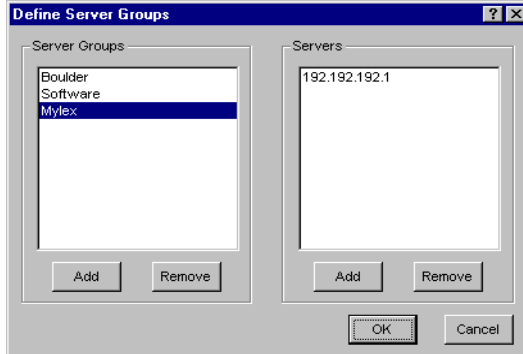 Define Server Groups
Server Groups
Boulder
Software
Mylex
Add
Remove
Servers
192.192.192.1
Add
Remove
OK
Cancel